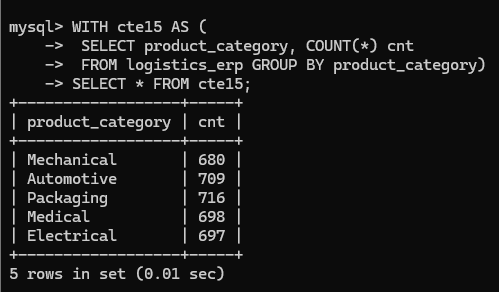 mysql> WITH cte15 AS (
    ->  SELECT product_category, COUNT(*) cnt
    ->  FROM logistics_erp GROUP BY product_category)
    -> SELECT * FROM cte15;
+------------------+-----+
| product_category | cnt |
+------------------+-----+
| Mechanical       | 680 |
| Automotive       | 709 |
| Packaging        | 716 |
| Medical          | 698 |
| Electrical       | 697 |
+------------------+-----+
5 rows in set (0.01 sec)